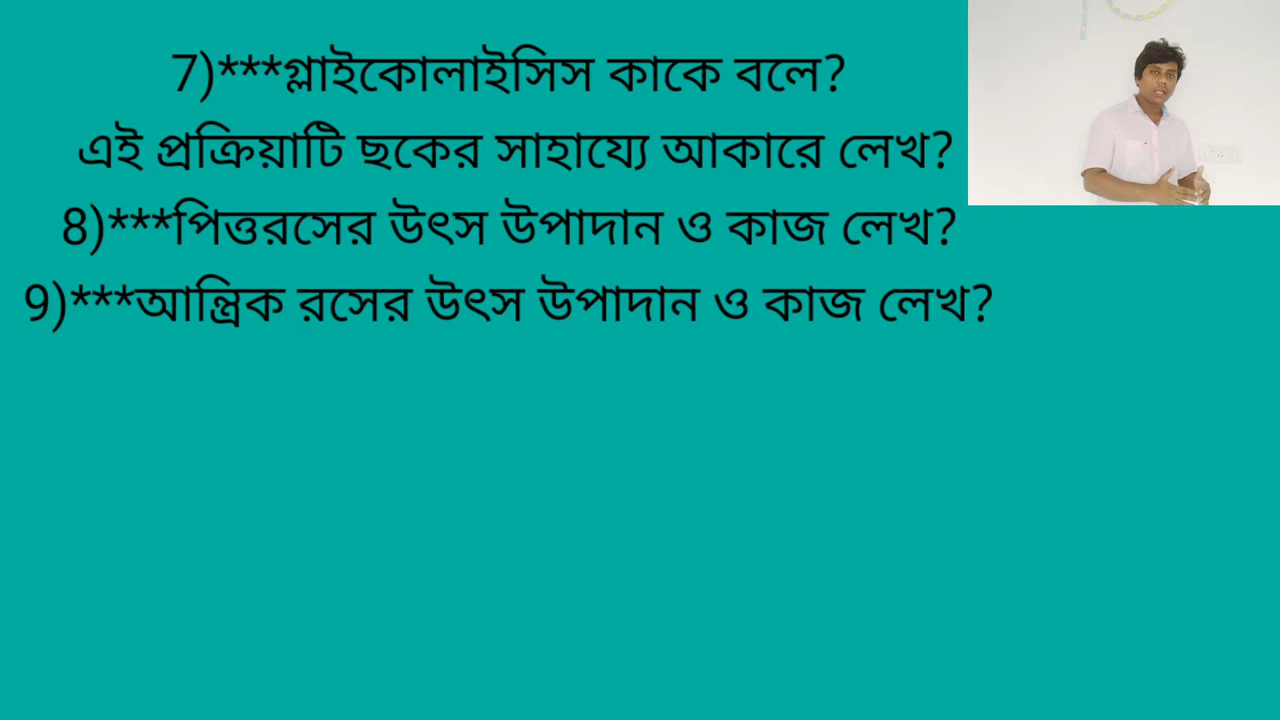 7)***গ্লাইকোলাইসিস কাকে বলে?
এই প্রক্রিয়াটি ছকের সাহায্যে আকারে লেখ?
8)***পিত্তরসের উৎস উপাদান ও কাজ লেখ?
9)***আন্ত্রিক রসের উৎস উপাদান ও কাজ লেখ?